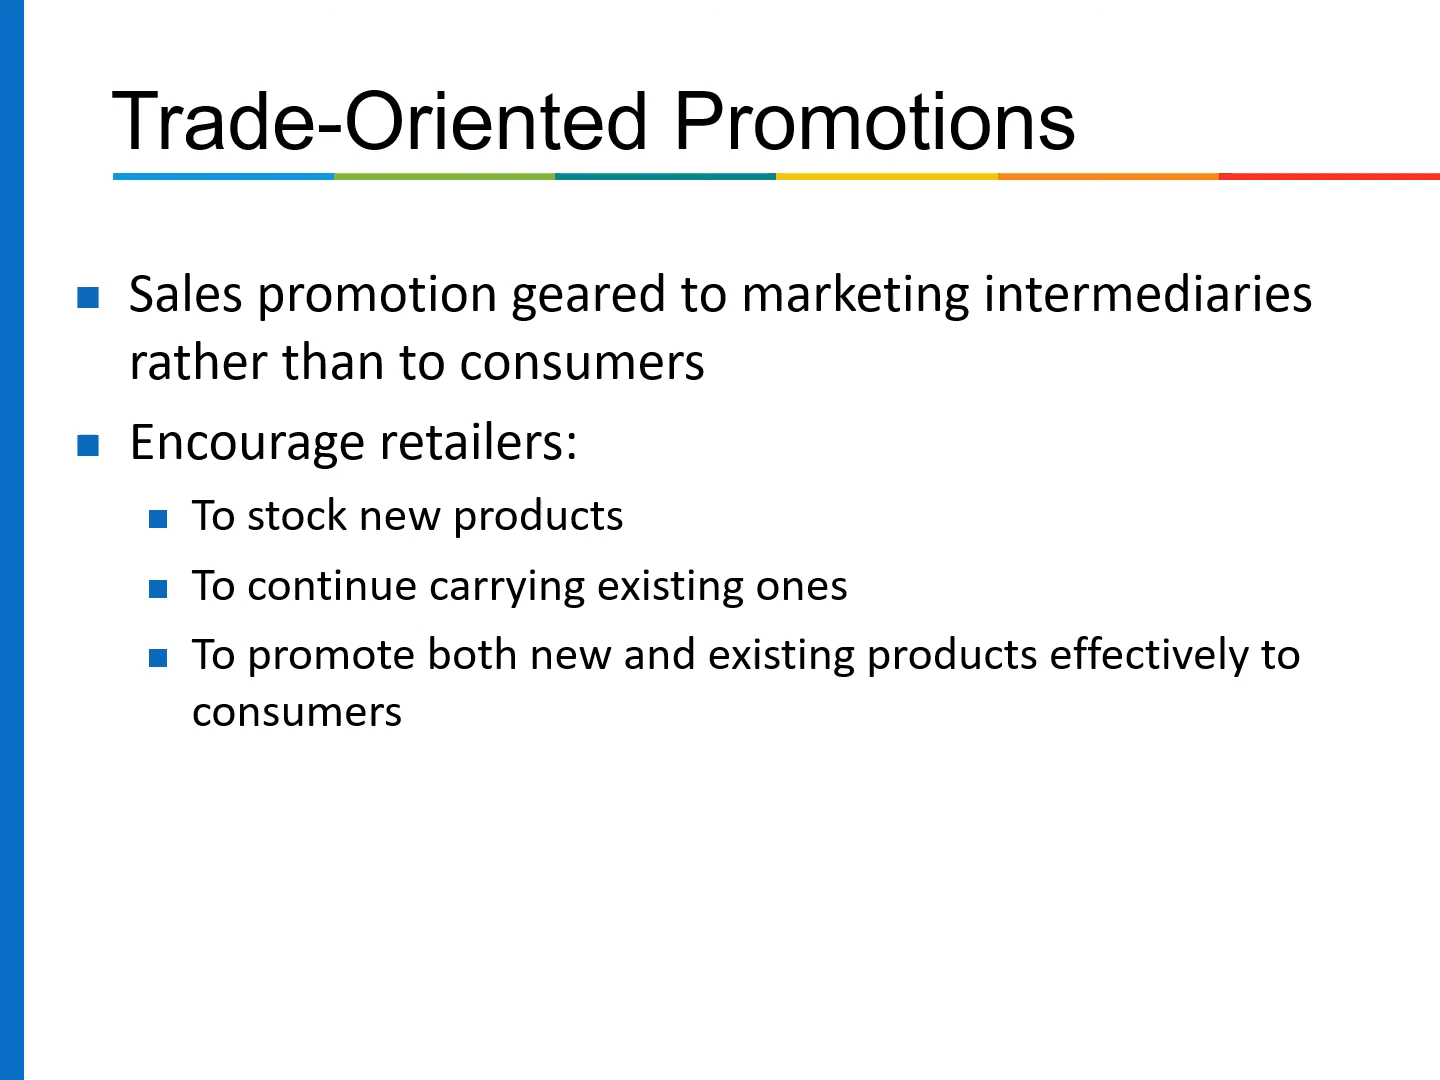 Trade-Oriented Promotions
Sales promotion geared to marketing intermediaries
rather than to consumers
Encourage retailers:
To stock new products
To continue carrying existing ones
To promote both new and existing products effectively to
consumers